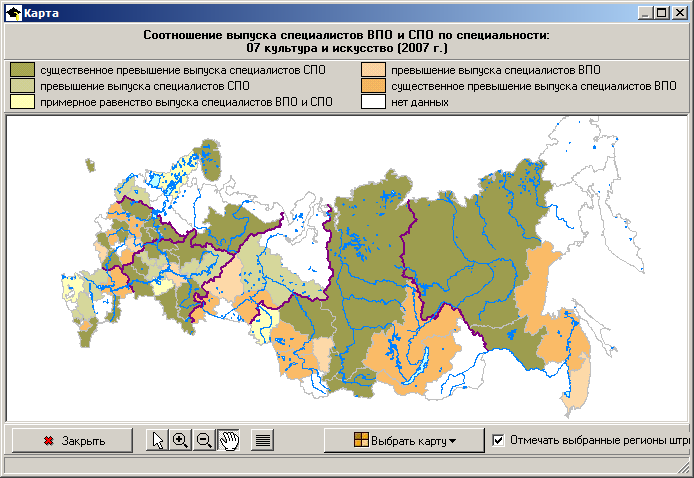 Карта
Соотношение выпуска специалистов ВПО и СПО по специальности:
07 культура и искусство (2007 г.)
существенное превышение выпуска специалистов СПО
превышение выпуска специалистов СПО
примерное равенство выпуска специалистов ВПО и СПО
превышение выпуска специалистов ВПО
существенное превышение выпуска специалистов ВПО
нет данных
Закрыть
Выбрать карту
Отмечать выбранные регионы штри